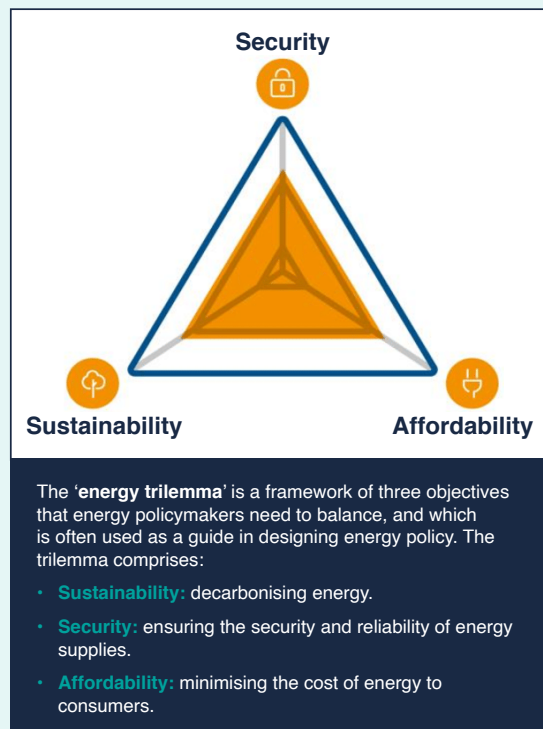 Security
Sustainability
Affordability
The ‘energy trilemma’ is a framework of three objectives
that energy policymakers need to balance, and which
is often used as a guide in designing energy policy. The
trilemma comprises:
• Sustainability: decarbonising energy.
• Security: ensuring the security and reliability of energy
supplies.
• Affordability: minimising the cost of energy to
consumers.